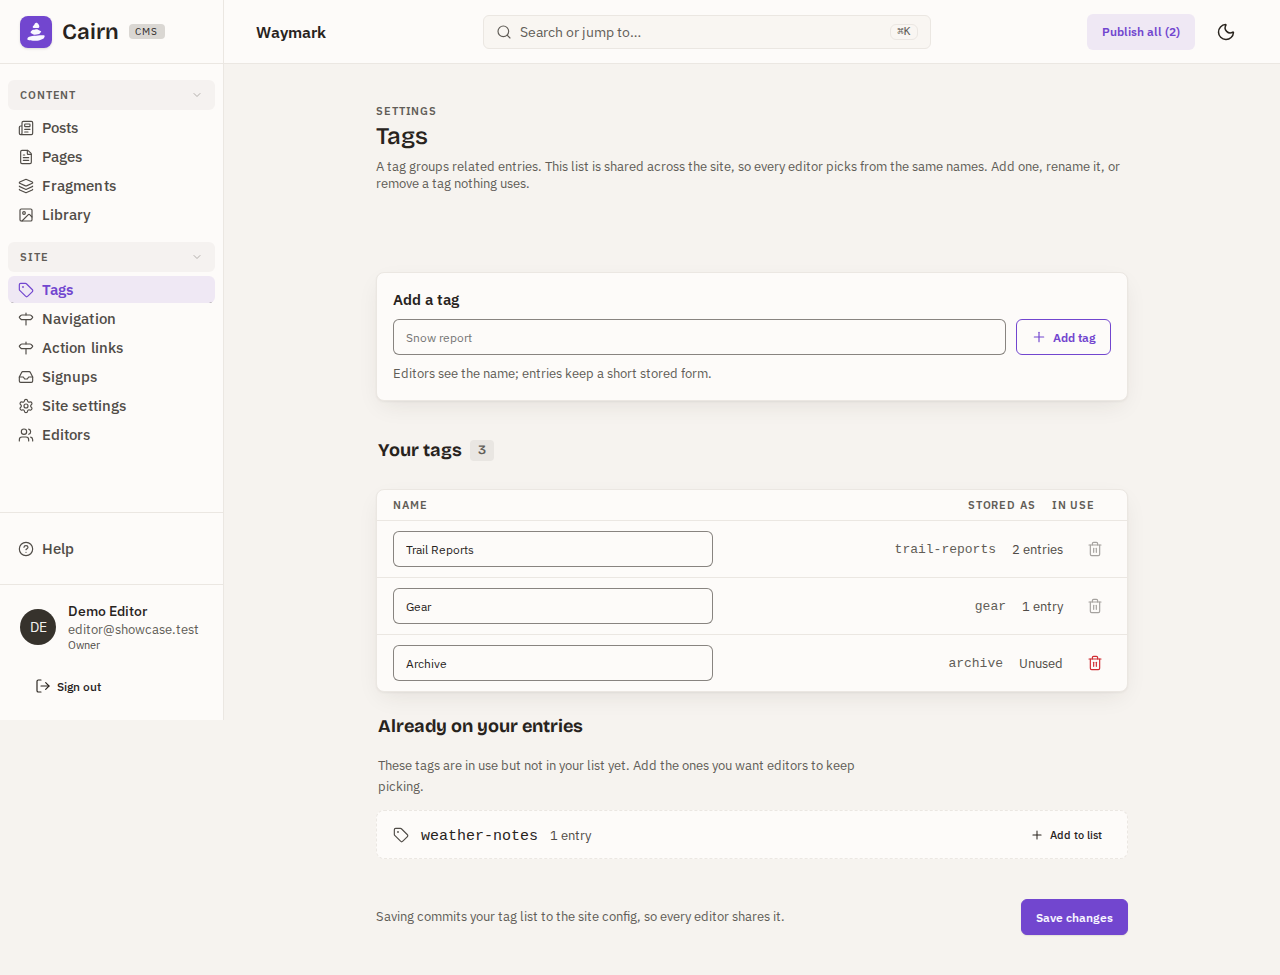 Cairn CMS
Waymark
Search or jump to...
⌘K
Publish all (2)
CONTENT
Posts
Pages
Fragments
Library
SITE
Tags
Navigation
Action links
Signups
Site settings
Editors
Help
DE
Demo Editor
editor@showcase.test
Owner
Sign out
SETTINGS
Tags
A tag groups related entries. This list is shared across the site, so every editor picks from the same names. Add one, rename it, or
remove a tag nothing uses.
Add a tag
Snow report
Add tag
Editors see the name; entries keep a short stored form.
Your tags 3
NAME STORED AS IN USE
Trail Reports trail-reports 2 entries
Gear gear 1 entry
Archive archive Unused
Already on your entries
These tags are in use but not in your list yet. Add the ones you want editors to keep
picking.
weather-notes 1 entry Add to list
Saving commits your tag list to the site config, so every editor shares it.
Save changes